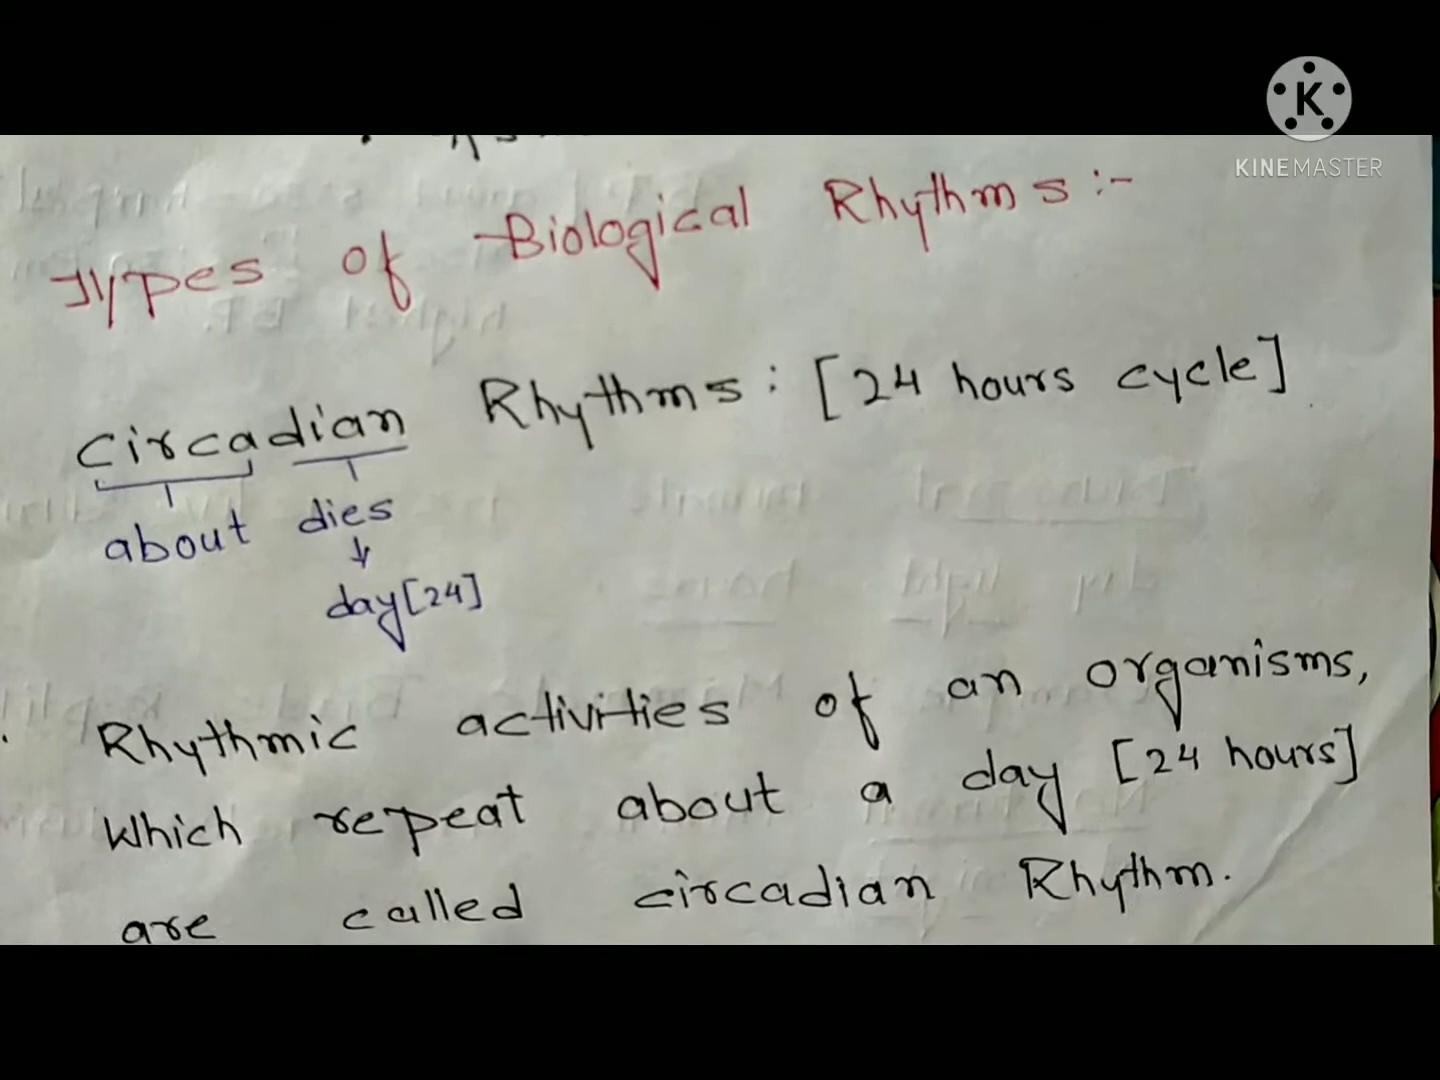 K
KINEMASTER
Types of Biological Rhythms :-
Circadian Rhythms : [24 hours cycle]
about dies
day [24]
Rhythmic activities of an organisms,
Which repeat about a day [24 hours]
are called circadian Rhythm.